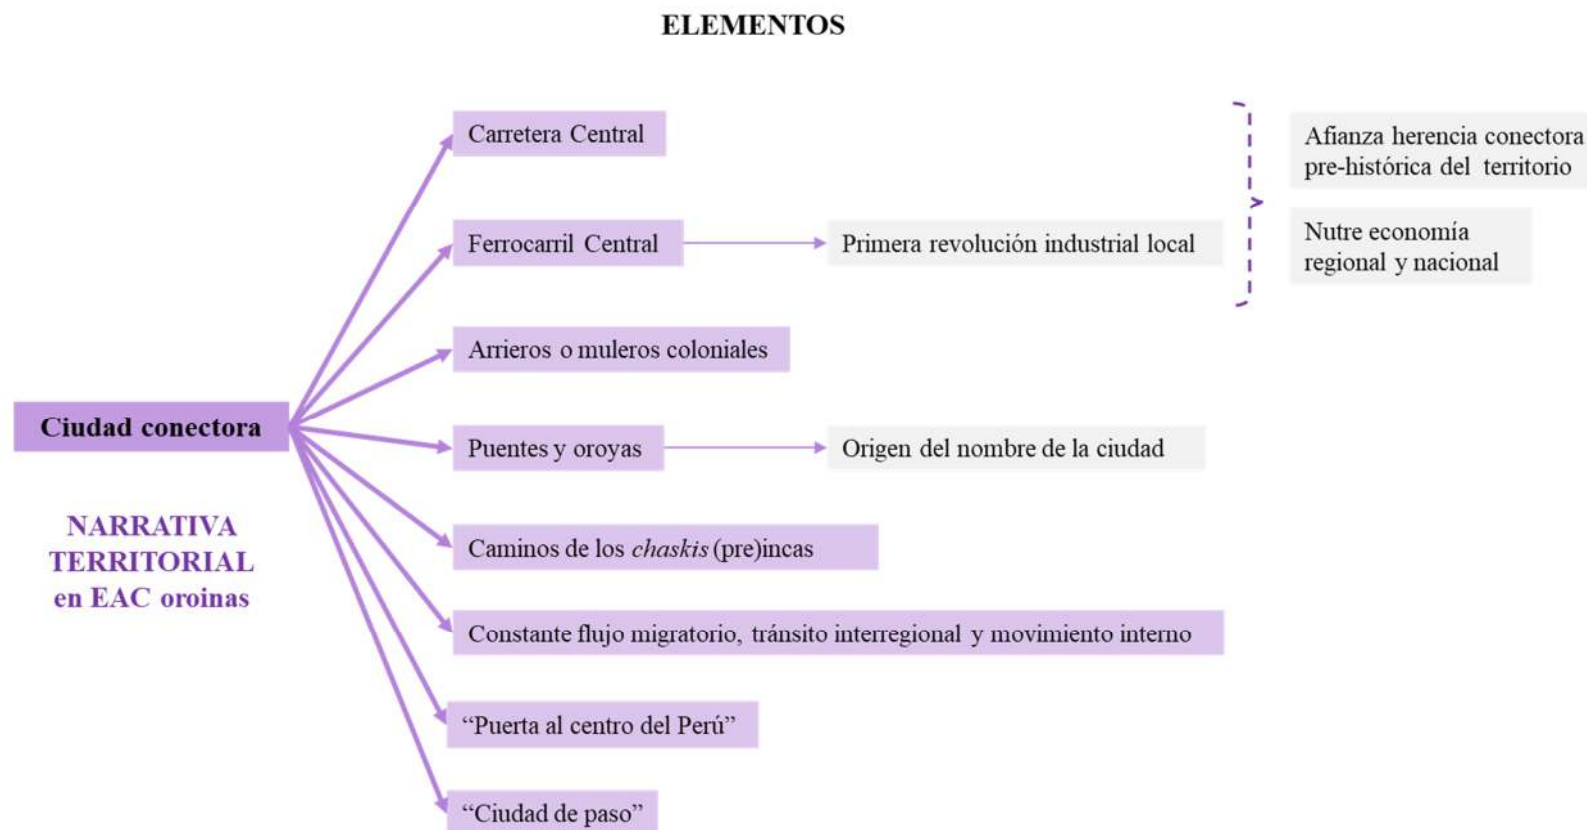 ELEMENTOS
Carretera Central
Afianza herencia conectora
pre-histórica del territorio
Ferrocarril Central
Primera revolución industrial local
Nutre economía
regional y nacional
Arrieros o muleros coloniales
Ciudad conectora
Puentes y oroyas
Origen del nombre de la ciudad
NARRATIVA
TERRITORIAL
en EAC oroinas
Caminos de los chaskis (pre)incas
Constante flujo migratorio, tránsito interregional y movimiento interno
“Puerta al centro del Perú”
“Ciudad de paso”